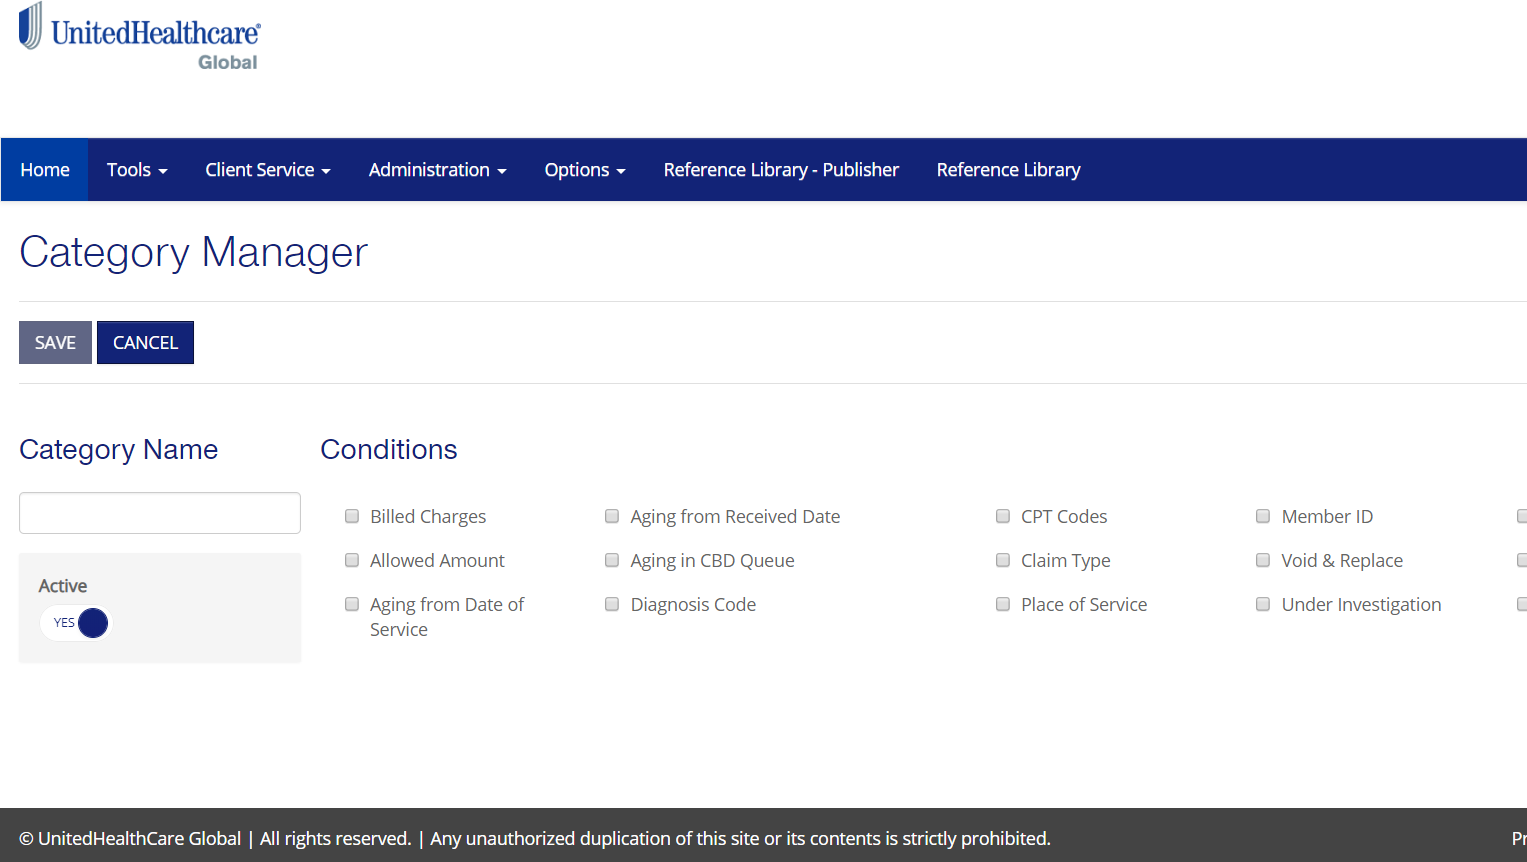 UnitedHealthcare®
Global
Home Tools Client Service Administration Options Reference Library - Publisher Reference Library
Category Manager
SAVE CANCEL
Category Name Conditions
Billed Charges Aging from Received Date CPT Codes Member ID
Allowed Amount Aging in CBD Queue Claim Type Void & Replace
Active
Aging from Date of Diagnosis Code Place of Service Under Investigation
Service
YES
© UnitedHealthCare Global | All rights reserved. | Any unauthorized duplication of this site or its contents is strictly prohibited.